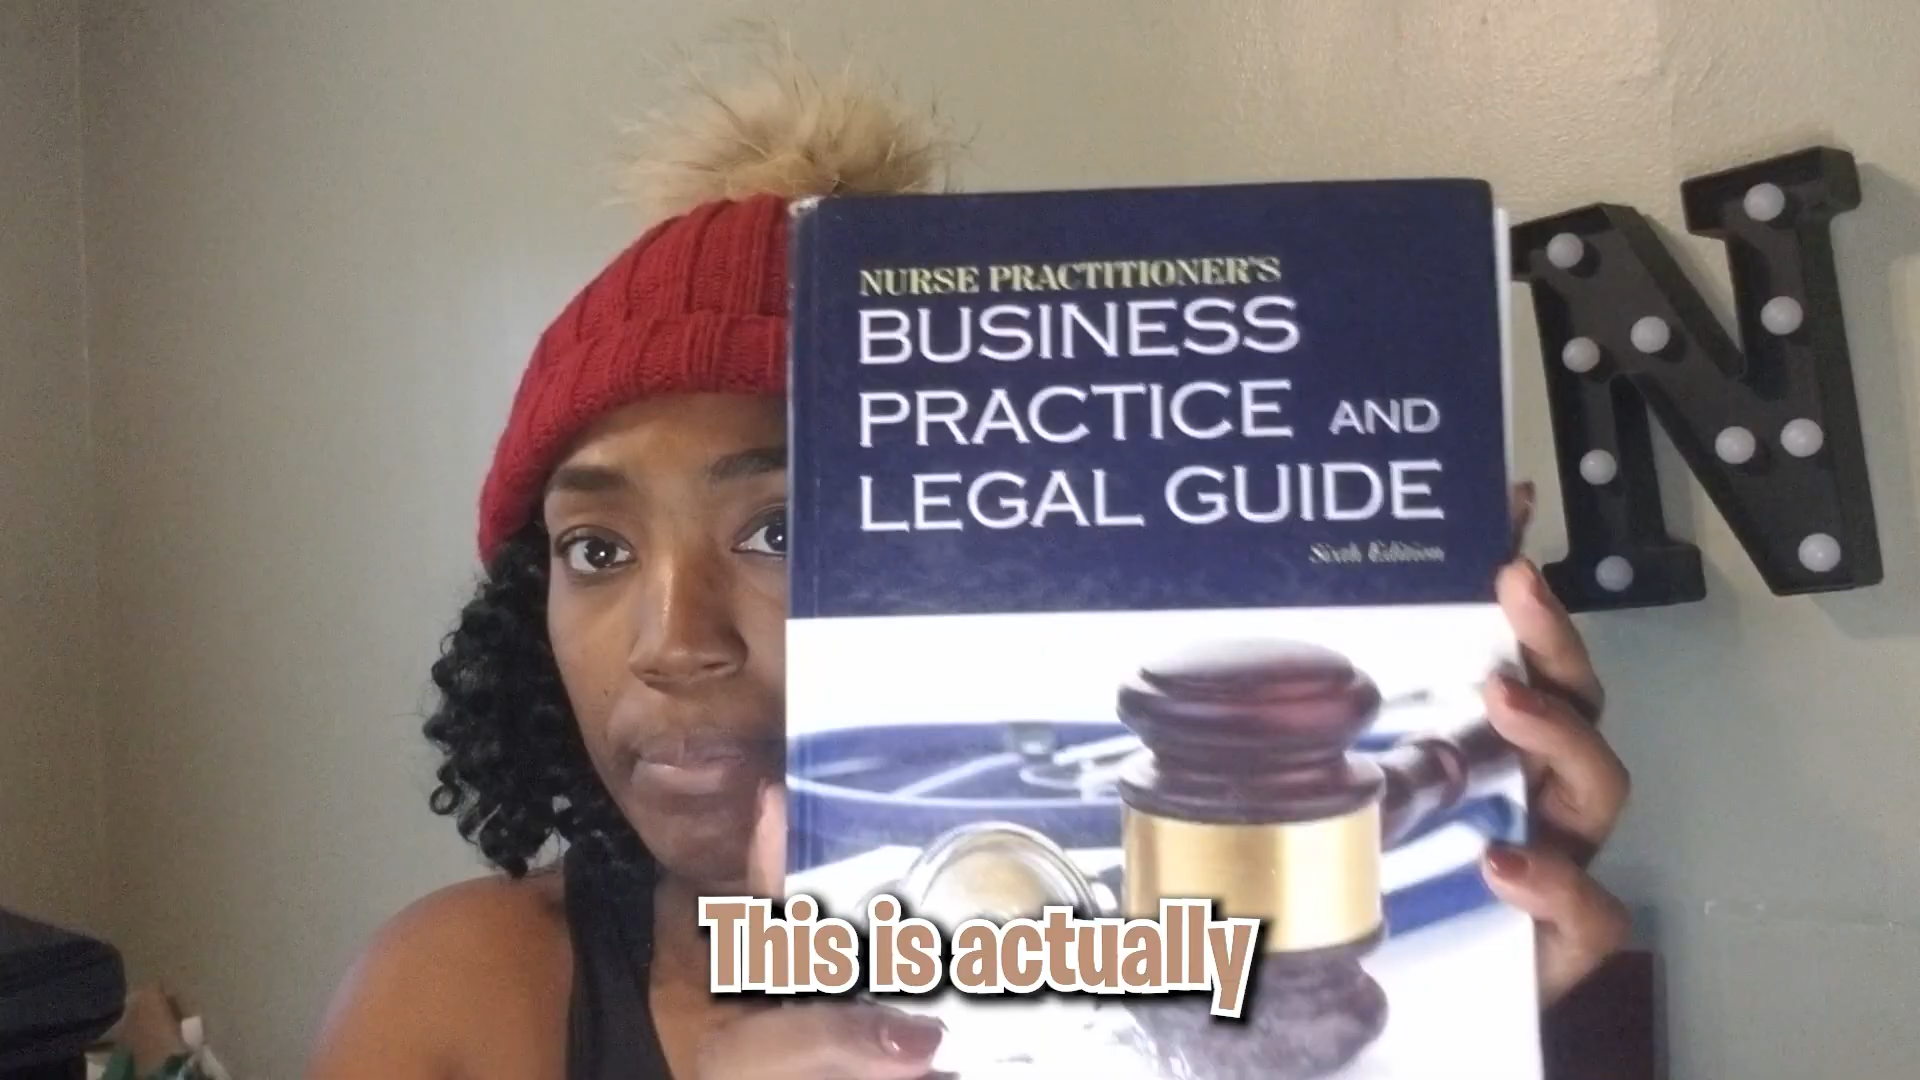 NURSE PRACTITIONER'S
BUSINESS
PRACTICE AND
LEGAL GUIDE
Sixth Edition
N
This is actually